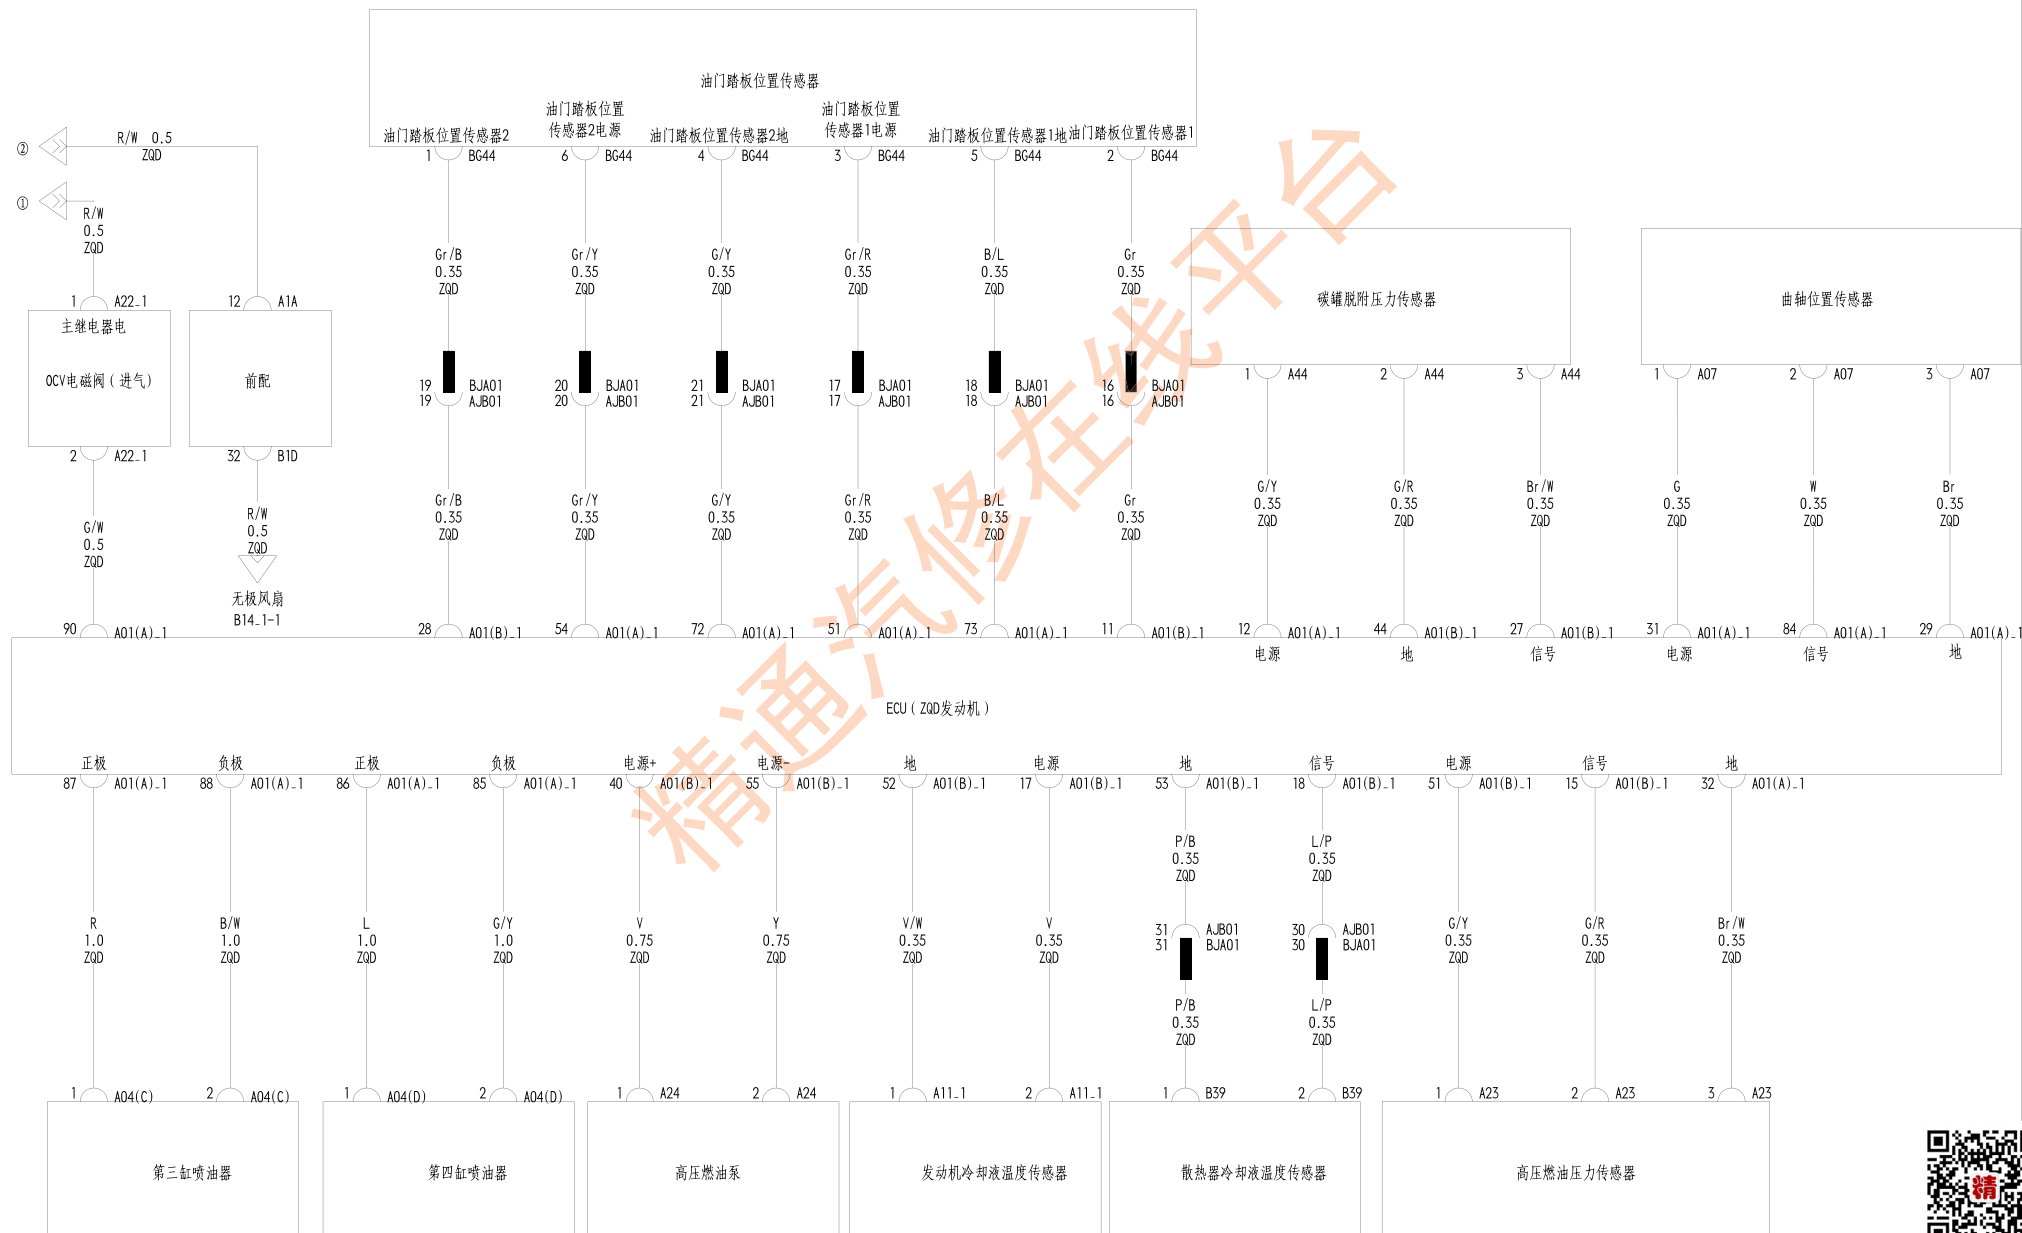 油门踏板位置传感器
油门踏板位置传感器2
油门踏板位置
传感器2电源
油门踏板位置传感器2地
油门踏板位置
传感器1电源
油门踏板位置传感器1地
油门踏板位置传感器1
1 BG44
6 BG44
4 BG44
3 BG44
5 BG44
2 BG44
②
R/W 0.5
ZQD
①
R/W
0.5
ZQD
Gr/B
0.35
ZQD
Gr/Y
0.35
ZQD
G/Y
0.35
ZQD
Gr/R
0.35
ZQD
B/L
0.35
ZQD
Gr
0.35
ZQD
1 A22_1
主继电器电
OCV电磁阀（进气）
2 A22_1
12 A1A
前配
32 B1D
碳罐脱附压力传感器
曲轴位置传感器
1 A44
2 A44
3 A44
1 A07
2 A07
3 A07
19 BJA01
19 AJB01
20 BJA01
20 AJB01
21 BJA01
21 AJB01
17 BJA01
17 AJB01
18 BJA01
18 AJB01
16 BJA01
16 AJB01
G/W
0.5
ZQD
R/W
0.5
ZQD
无极风扇
B14_1-1
Gr/B
0.35
ZQD
Gr/Y
0.35
ZQD
G/Y
0.35
ZQD
Gr/R
0.35
ZQD
B/L
0.35
ZQD
Gr
0.35
ZQD
G/Y
0.35
ZQD
G/R
0.35
ZQD
Br/W
0.35
ZQD
G
0.35
ZQD
W
0.35
ZQD
Br
0.35
ZQD
90 A01(A)_1
28 A01(B)_1
54 A01(A)_1
72 A01(A)_1
51 A01(A)_1
73 A01(A)_1
11 A01(B)_1
12 A01(A)_1
44 A01(B)_1
27 A01(B)_1
31 A01(A)_1
84 A01(A)_1
29 A01(A)_1
电源
地
信号
电源
信号
地
ECU（ZQD发动机）
正极
负极
正极
负极
电源+
电源-
地
电源
地
信号
电源
信号
地
87 A01(A)_1
88 A01(A)_1
86 A01(A)_1
85 A01(A)_1
40 A01(B)_1
55 A01(B)_1
52 A01(B)_1
17 A01(B)_1
53 A01(B)_1
18 A01(B)_1
51 A01(B)_1
15 A01(B)_1
32 A01(A)_1
P/B
0.35
ZQD
L/P
0.35
ZQD
R
1.0
ZQD
B/W
1.0
ZQD
L
1.0
ZQD
G/Y
1.0
ZQD
V
0.75
ZQD
Y
0.75
ZQD
V/W
0.35
ZQD
V
0.35
ZQD
31 AJB01
31 BJA01
30 AJB01
30 BJA01
G/Y
0.35
ZQD
G/R
0.35
ZQD
Br/W
0.35
ZQD
P/B
0.35
ZQD
L/P
0.35
ZQD
1 A04(C)
2 A04(C)
1 A04(D)
2 A04(D)
1 A24
2 A24
1 A11_1
2 A11_1
1 B39
2 B39
1 A23
2 A23
3 A23
第三缸喷油器
第四缸喷油器
高压燃油泵
发动机冷却液温度传感器
散热器冷却液温度传感器
高压燃油压力传感器
精通汽修在线平台
精